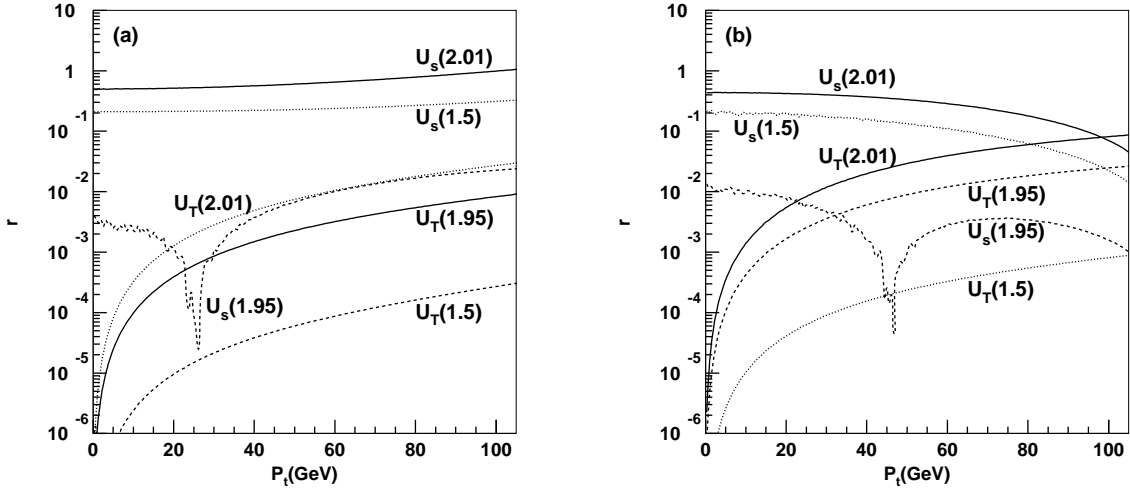 (a)
10
1
10 -1
10 -2
10 -3
10 -4
10 -5
10 -6
r
U_s(2.01)
U_s(1.5)
U_T(2.01)
U_T(1.95)
U_s(1.95)
U_T(1.5)
0 20 40 60 80 100
P_t(GeV)
(b)
10
1
10 -1
10 -2
10 -3
10 -4
10 -5
10 -6
r
U_s(2.01)
U_s(1.5)
U_T(2.01)
U_T(1.95)
U_s(1.95)
U_T(1.5)
0 20 40 60 80 100
P_t(GeV)